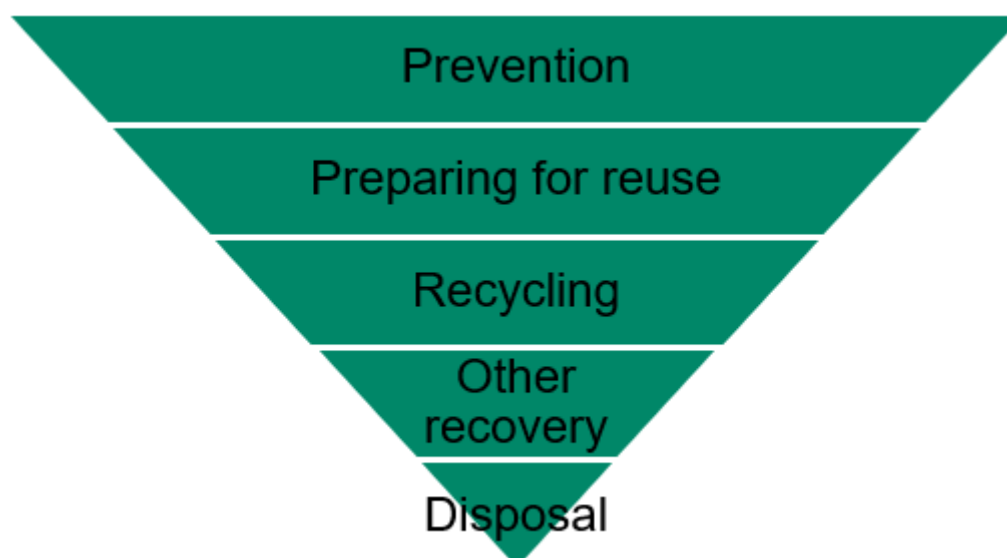 Prevention
Preparing for reuse
Recycling
Other
recovery
Disposal